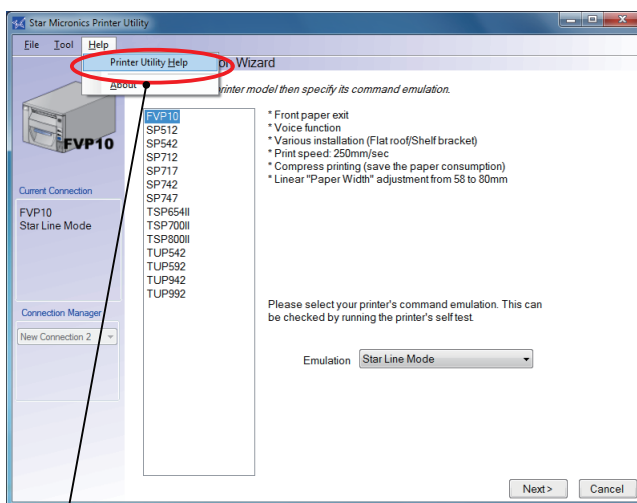 Star Micronics Printer Utility
File Tool Help
Printer Utility Help
About
or Wizard
rinter model then specify its command emulation.
FVP10
Current Connection
FVP10
Star Line Mode
Connection Manager
New Connection 2
FVP10
SP512
SP542
SP712
SP717
SP742
SP747
TSP654II
TSP700II
TSP800II
TUP542
TUP592
TUP942
TUP992
* Front paper exit
* Voice function
* Various installation (Flat roof/Shelf bracket)
* Print speed: 250mm/sec
* Compress printing (save the paper consumption)
* Linear "Paper Width" adjustment from 58 to 80mm
Please select your printer's command emulation. This can
be checked by running the printer's self test.
Emulation Star Line Mode
Next> Cancel